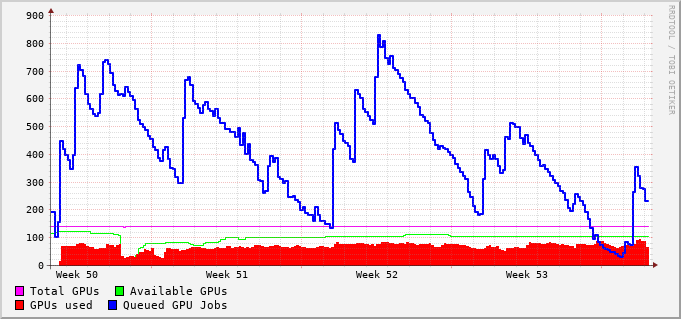 900
800
700
600
500
400
300
200
100
0
Week 50 Week 51 Week 52 Week 53
Total GPUs Available GPUs
GPUs used Queued GPU Jobs
RRDTOOL / TOBI OETIKER